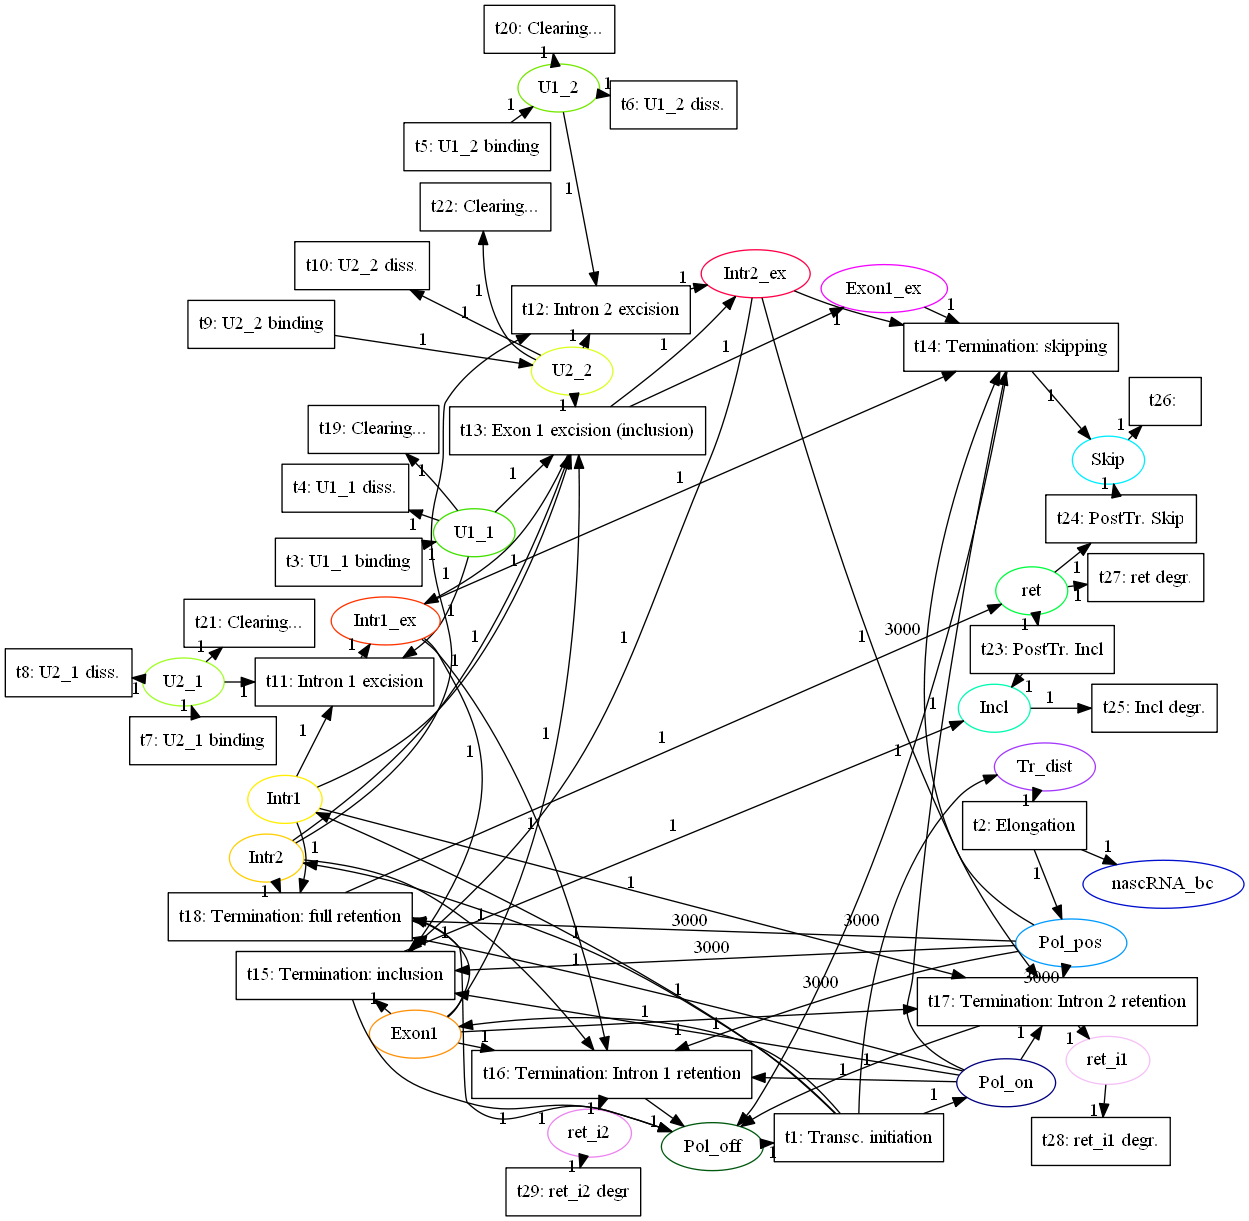 t20: Clearing...
1
U1_2
1
t6: U1_2 diss.
1
t5: U1_2 binding
1
t22: Clearing...
t10: U2_2 diss.
1
Intr2_ex
1
Exon1_ex
1
t12: Intron 2 excision
1
t9: U2_2 binding
1
1
1
1
t14: Termination: skipping
1
1
U2_2
1
t26:
1
1
t19: Clearing...
t13: Exon 1 excision (inclusion)
1
Skip
1
t4: U1_1 diss.
1
1
1
1
t24: PostTr. Skip
1
U1_1
t3: U1_1 binding
1
1
1
1
t27: ret degr.
1
ret
t21: Clearing...
1
Intr1_ex
1
1
1
3000
1
1
t23: PostTr. Incl
1
t8: U2_1 diss.
1
U2_1
1
t11: Intron 1 excision
1
1
1
Incl
1
t25: Incl degr.
t7: U2_1 binding
1
1
1
1
1
Tr_dist
1
Intr1
1
1
t2: Elongation
1
Intr2
1
1
1
1
nascRNA_bc
t18: Termination: full retention
1
3000
3000
1
1
3000
Pol_pos
t15: Termination: inclusion
1
1
3000
3000
t17: Termination: Intron 2 retention
1
1
1
Exon1
1
1
1
1
ret_i1
t16: Termination: Intron 1 retention
1
1
Pol_on
1
1
1
1
1
1
1
t28: ret_i1 degr.
ret_i2
Pol_off
1
t1: Transc. initiation
1
t29: ret_i2 degr